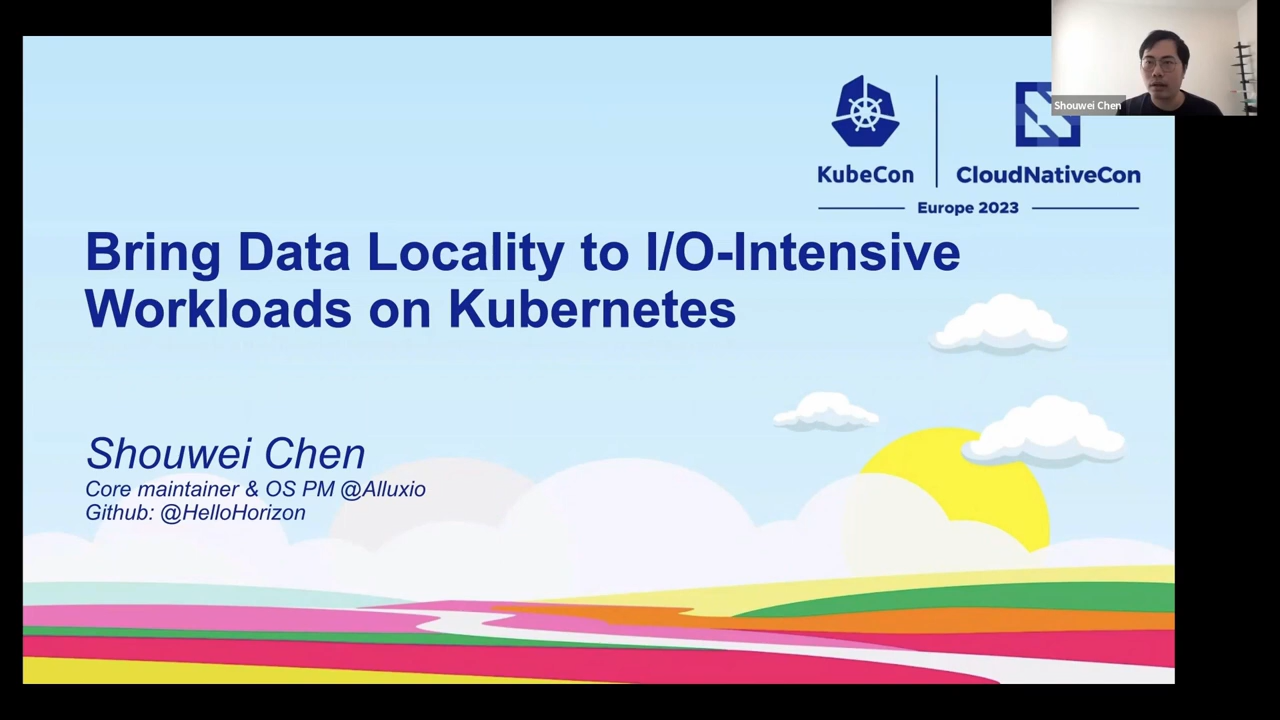 Shouwei Chen
KubeCon
CloudNativeCon
Europe 2023
Bring Data Locality to I/O-Intensive
Workloads on Kubernetes
Shouwei Chen
Core maintainer & OS PM @Alluxio
Github: @HelloHorizon